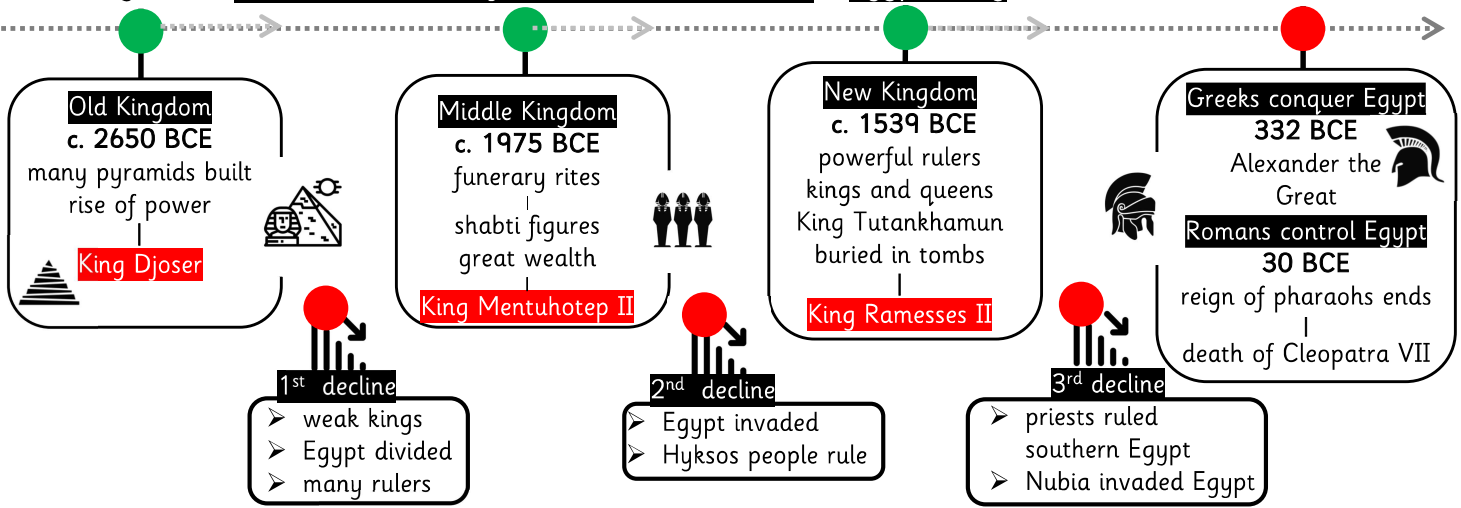 Old Kingdom
c. 2650 BCE
many pyramids built
rise of power
King Djoser
1st decline
➢ weak kings
➢ Egypt divided
➢ many rulers
Middle Kingdom
c. 1975 BCE
funerary rites
shabti figures
great wealth
King Mentuhotep II
2nd decline
➢ Egypt invaded
➢ Hyksos people rule
New Kingdom
c. 1539 BCE
powerful rulers
kings and queens
King Tutankhamun
buried in tombs
King Ramesses II
3rd decline
➢ priests ruled
southern Egypt
➢ Nubia invaded Egypt
Greeks conquer Egypt
332 BCE
Alexander the
Great
Romans control Egypt
30 BCE
reign of pharaohs ends
death of Cleopatra VII